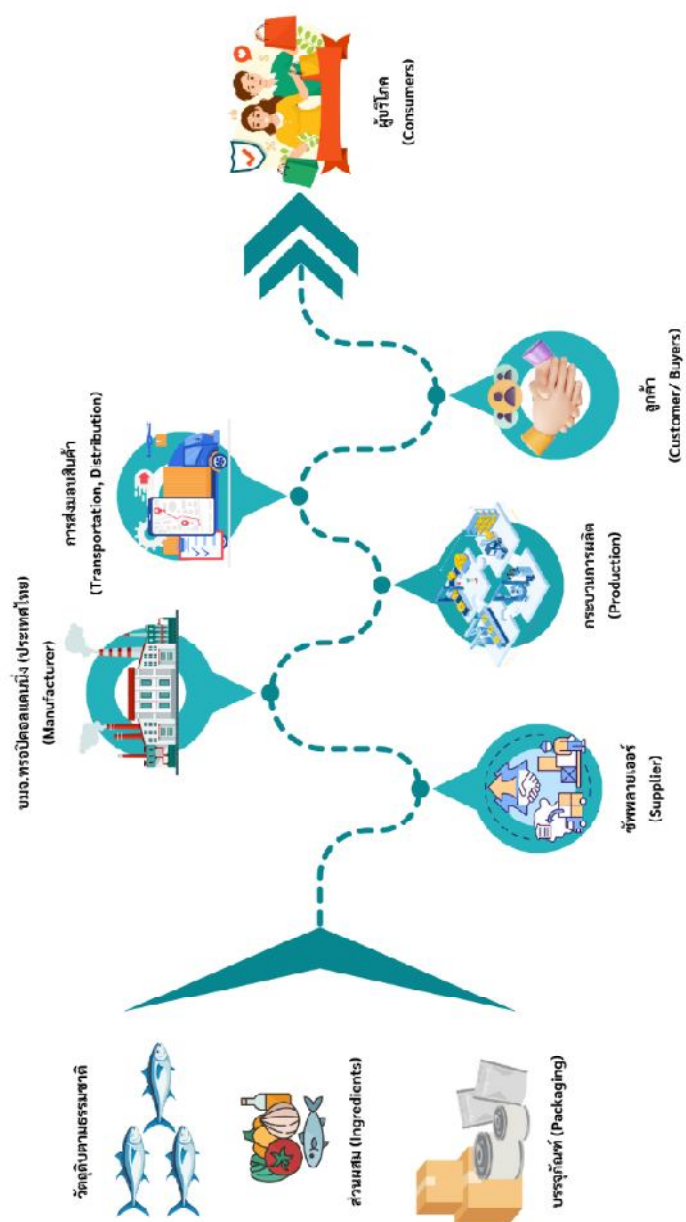 วัตถุดิบตามธรรมชาติ
ส่วนผสม (Ingredients)
บรรจุภัณฑ์ (Packaging)
ซัพพลายเออร์
(Supplier)
บมจ.ทรอปิคอลแคนนิ่ง (ประเทศไทย)
(Manufacturer)
กระบวนการผลิต
(Production)
การส่งมอบสินค้า
(Transportation, Distribution)
ลูกค้า
(Customer/ Buyers)
ผู้บริโภค
(Consumers)